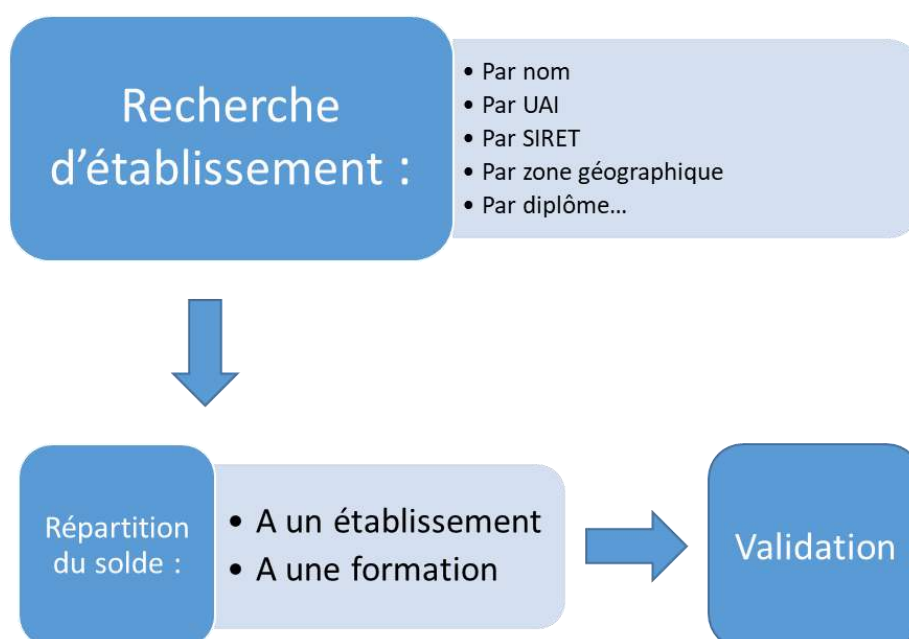 Recherche
d’établissement :
• Par nom
• Par UAI
• Par SIRET
• Par zone géographique
• Par diplôme…
Répartition
du solde :
• A un établissement
• A une formation
Validation